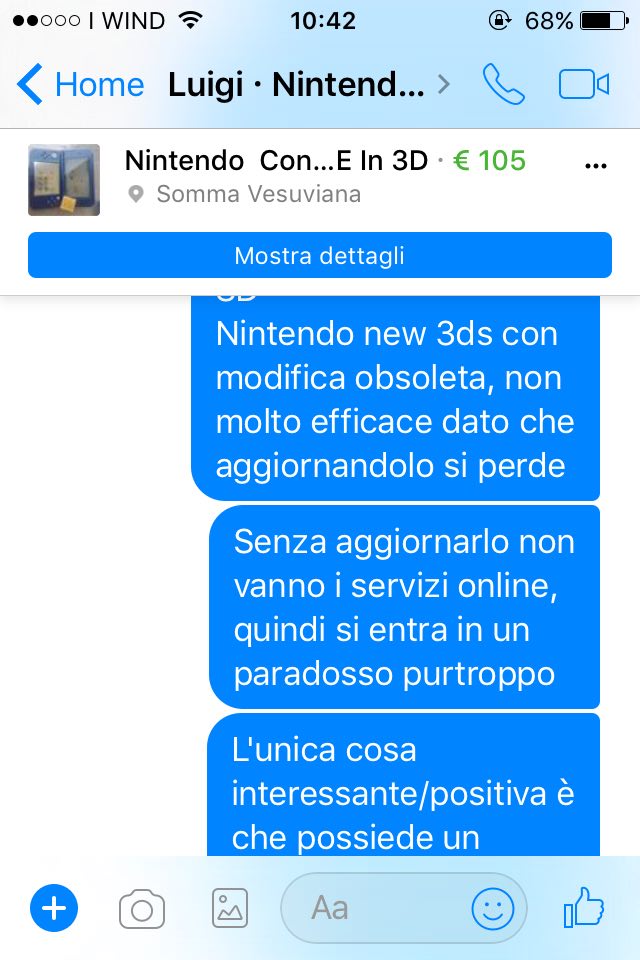 I WIND 10:42 68%
Home Luigi · Nintend...
Nintendo Con...E In 3D · € 105
Somma Vesuviana
Mostra dettagli
3D
Nintendo new 3ds con
modifica obsoleta, non
molto efficace dato che
aggiornandolo si perde
Senza aggiornarlo non
vanno i servizi online,
quindi si entra in un
paradosso purtroppo
L'unica cosa
interessante/positiva è
che possiede un
Aa